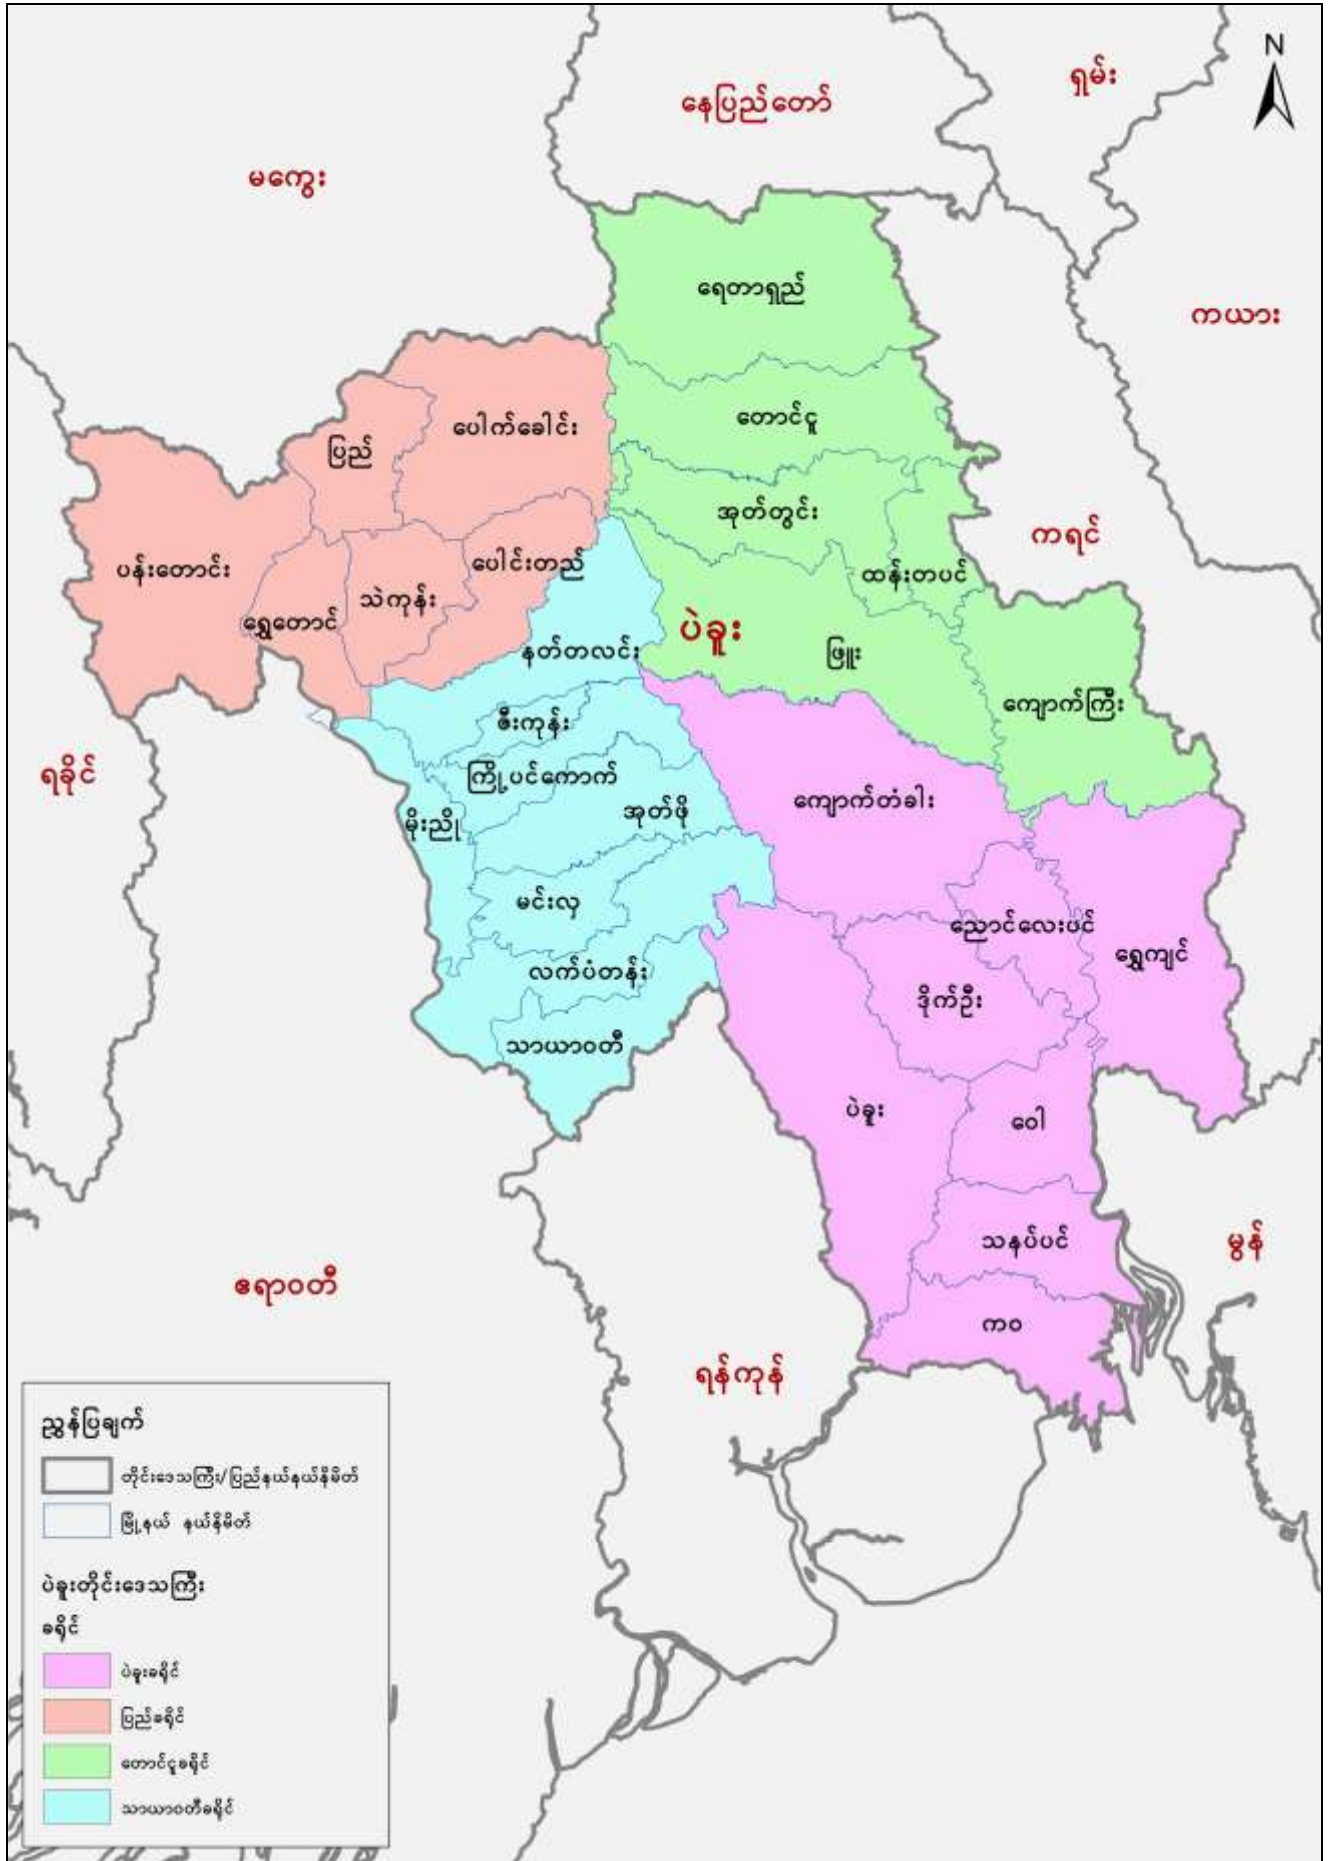 N
ရှမ်း
နေပြည်တော်
မကွေး
ရေတာရှည်
ကယား
တောင်ငူ
ပေါက်ခေါင်း
ပြည်
အုတ်တွင်း
ကရင်
ပန်းတောင်း
ပေါင်းတည်
ထန်းတပင်
သဲကုန်း
ရွှေတောင်
ပဲခူး
နတ်တလင်း
ဖြူး
ကျောက်ကြီး
ဇီးကုန်း
ရခိုင်
ကြို့ပင်ကောက်
ကျောက်တံခါး
အုတ်ဖို
မိုးညို
မင်းလှ
ညောင်လေးပင်
ရွှေကျင်
လက်ပံတန်း
ဒိုက်ဦး
သာယာဝတီ
ပဲခူး
ဝေါ
သနပ်ပင်
မွန်
ဧရာဝတီ
ကဝ
ရန်ကုန်
ညွှန်ပြချက်
တိုင်းဒေသကြီး/ပြည်နယ်နယ်နိမိတ်
မြို့နယ် နယ်နိမိတ်
ပဲခူးတိုင်းဒေသကြီး
ခရိုင်
ပဲခူးခရိုင်
ပြည်ခရိုင်
တောင်ငူခရိုင်
သာယာဝတီခရိုင်